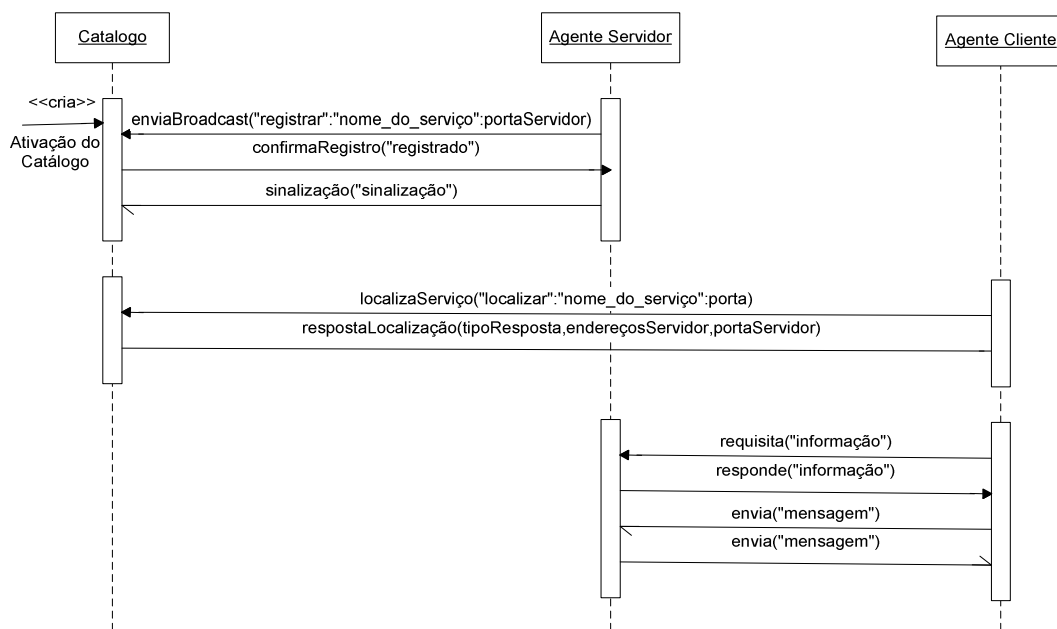 Catalogo
Agente Servidor
Agente Cliente
<<cria>>
Ativação do
Catálogo
enviaBroadcast("registrar":"nome_do_serviço":portaServidor)
confirmaRegistro("registrado")
sinalização("sinalização")
localizaServiço("localizar":"nome_do_serviço":porta)
respostaLocalização(tipoResposta,endereçosServidor,portaServidor)
requisita("informação")
responde("informação")
envia("mensagem")
envia("mensagem")